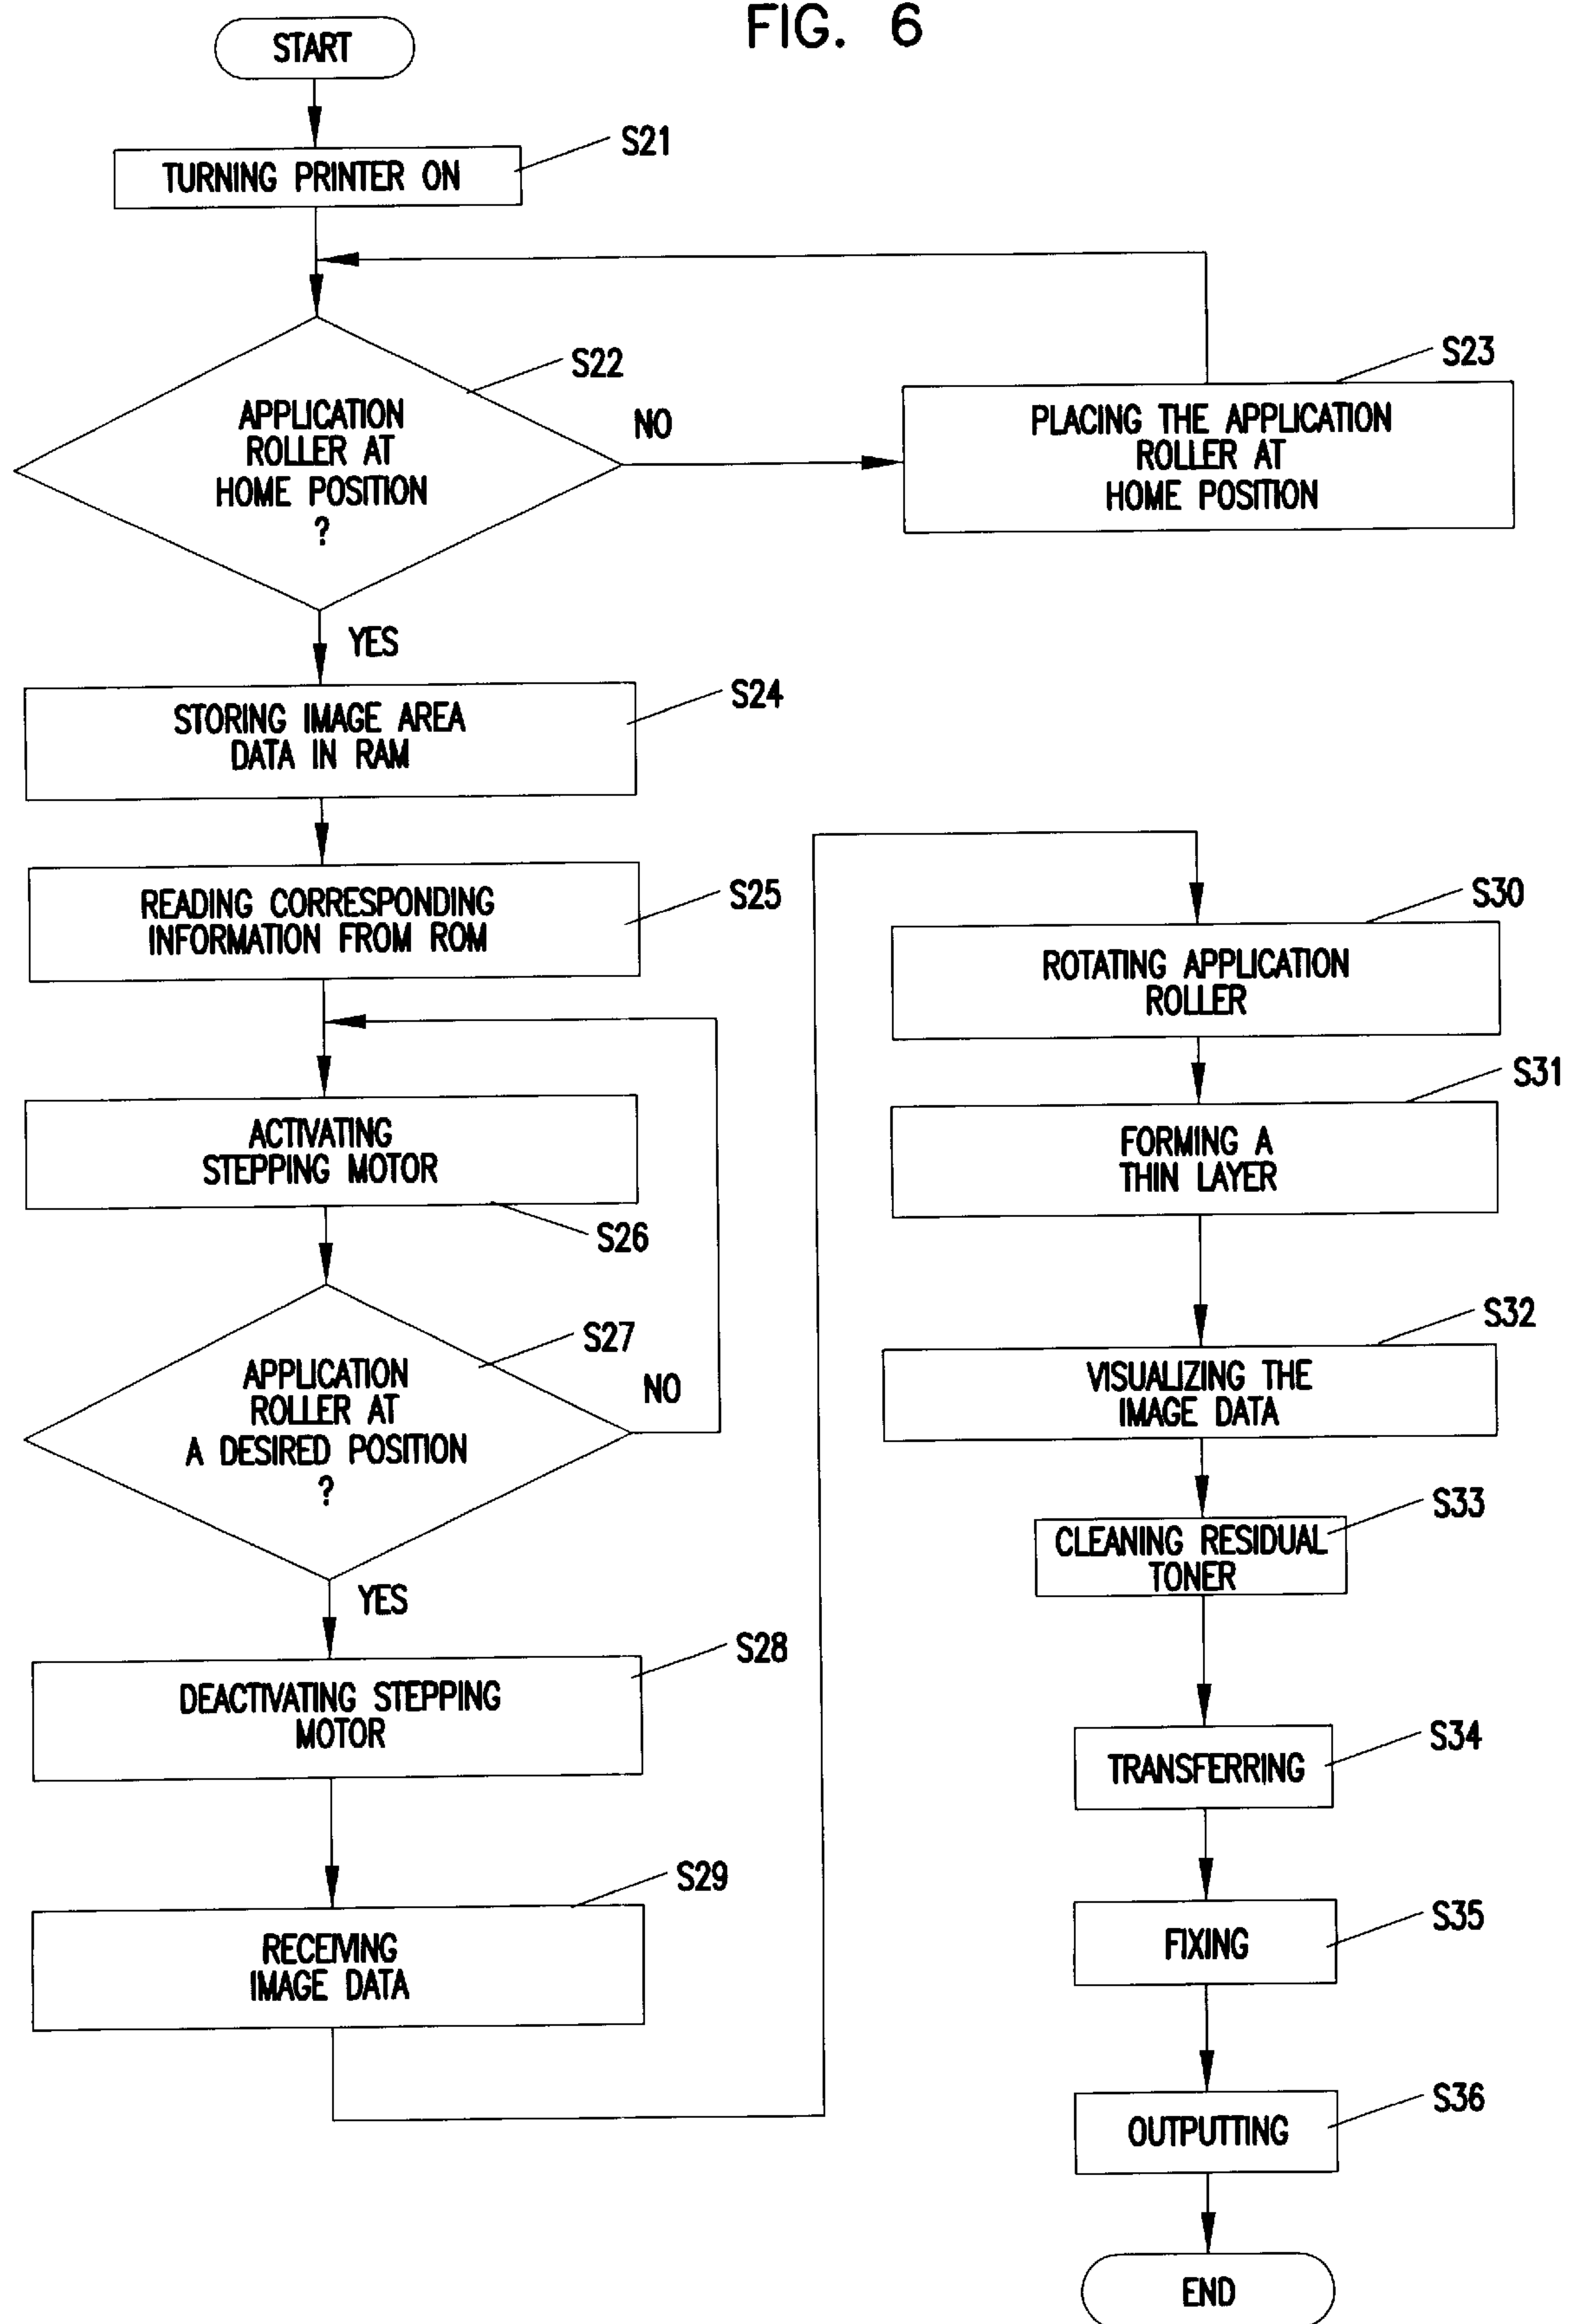 FIG. 6
START
S21
TURNING PRINTER ON
S22
APPLICATION
ROLLER AT
HOME POSITION
?
NO
S23
PLACING THE APPLICATION
ROLLER AT
HOME POSITION
YES
S24
STORING IMAGE AREA
DATA IN RAM
S25
READING CORRESPONDING
INFORMATION FROM ROM
ACTIVATING
STEPPING MOTOR
S26
S27
APPLICATION
ROLLER AT
A DESIRED POSITION
?
NO
YES
S28
DEACTIVATING STEPPING
MOTOR
S29
RECEIVING
IMAGE DATA
S30
ROTATING APPLICATION
ROLLER
S31
FORMING A
THIN LAYER
S32
VISUALIZING THE
IMAGE DATA
S33
CLEANING RESIDUAL
TONER
S34
TRANSFERRING
S35
FIXING
S36
OUTPUTTING
END